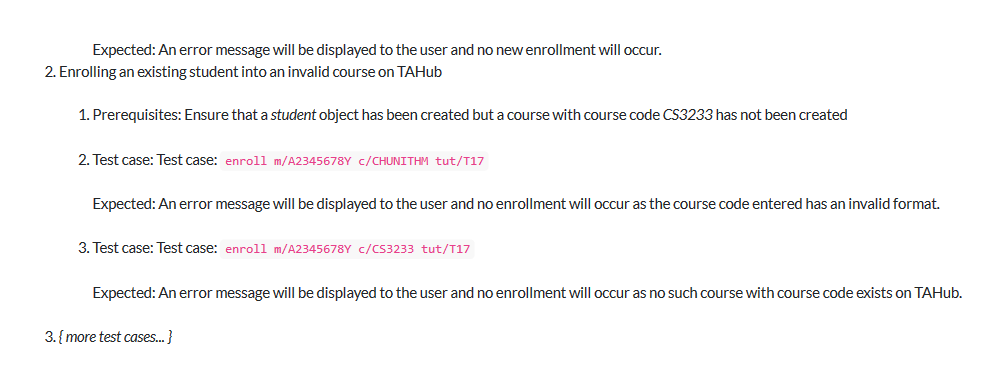 Expected: An error message will be displayed to the user and no new enrollment will occur.
2. Enrolling an existing student into an invalid course on TAHub
1. Prerequisites: Ensure that a student object has been created but a course with course code CS3233 has not been created
2. Test case: Test case: enroll m/A2345678Y c/CHUNITHM tut/T17
Expected: An error message will be displayed to the user and no enrollment will occur as the course code entered has an invalid format.
3. Test case: Test case: enroll m/A2345678Y c/CS3233 tut/T17
Expected: An error message will be displayed to the user and no enrollment will occur as no such course with course code exists on TAHub.
3. { more test cases... }